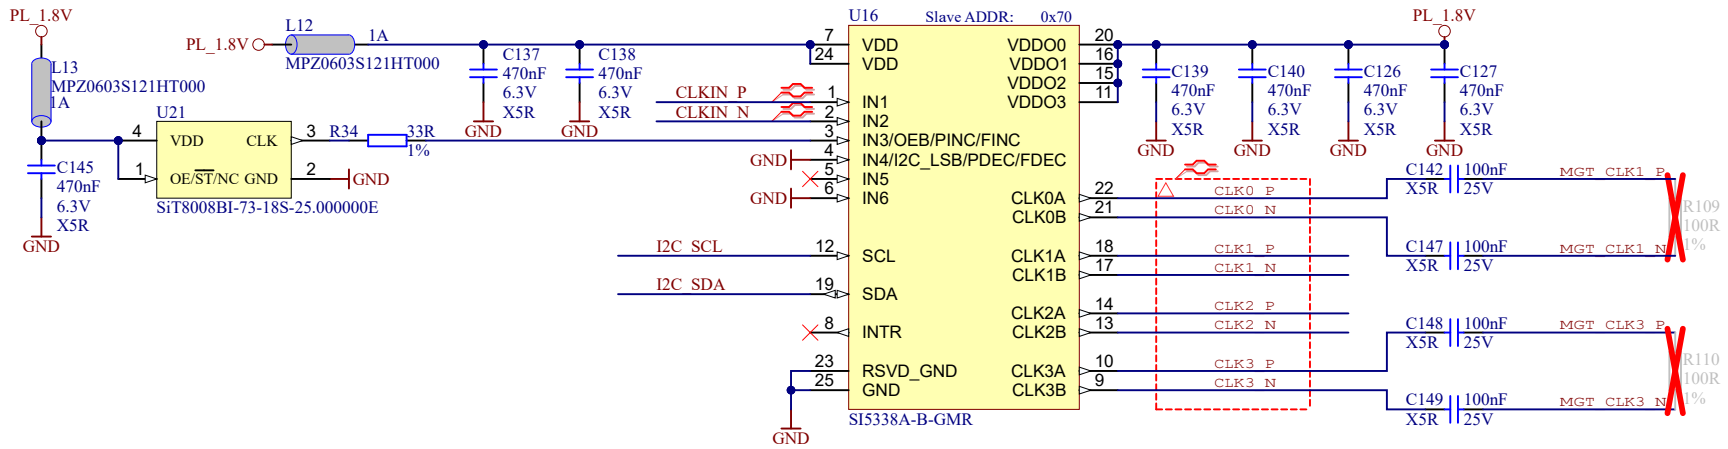 PL_1.8V
L13
MPZ0603S121HT000
1A
PL_1.8V
L12
1A
MPZ0603S121HT000
C137
470nF
6.3V
X5R
GND
C138
470nF
6.3V
X5R
GND
U21
4
VDD
CLK
3
1
OE/ST/NC GND
2
GND
SiT8008BI-73-18S-25.000000E
R34
33R
1%
C145
470nF
6.3V
X5R
GND
CLKIN_P
CLKIN_N
GND
GND
I2C_SCL
I2C_SDA
U16
Slave ADDR: 0x70
7
VDD
24
VDD
1
IN1
2
IN2
3
IN3/OEB/PINC/FINC
4
IN4/I2C_LSB/PDEC/FDEC
5
IN5
6
IN6
12
SCL
19
SDA
8
INTR
23
RSVD_GND
25
GND
GND
SI5338A-B-GMR
VDDO0
20
VDDO1
16
VDDO2
15
VDDO3
11
CLK0A
22
CLK0B
21
CLK1A
18
CLK1B
17
CLK2A
14
CLK2B
13
CLK3A
10
CLK3B
9
PL_1.8V
C139
470nF
6.3V
X5R
GND
C140
470nF
6.3V
X5R
GND
C126
470nF
6.3V
X5R
GND
C127
470nF
6.3V
X5R
GND
CLK0_P
CLK0_N
CLK1_P
CLK1_N
CLK2_P
CLK2_N
CLK3_P
CLK3_N
C142
100nF
X5R
25V
MGT_CLK1_P
C147
100nF
X5R
25V
MGT_CLK1_N
R109
100R
1%
C148
100nF
X5R
25V
MGT_CLK3_P
C149
100nF
X5R
25V
MGT_CLK3_N
R110
100R
1%